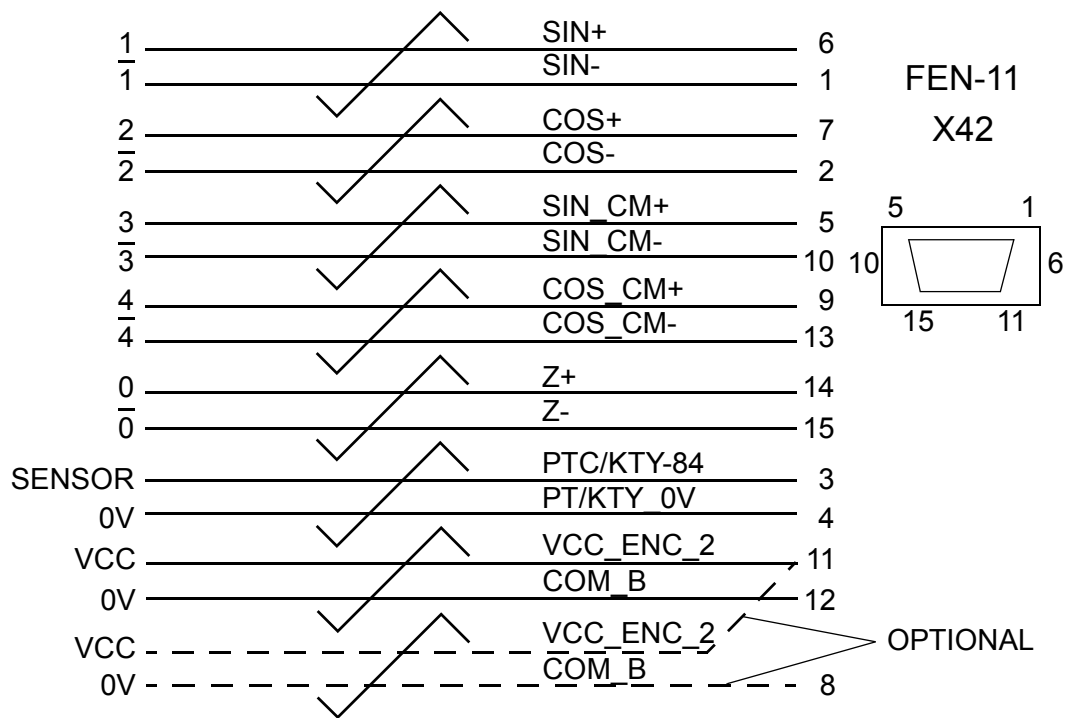 1 SIN+ 6
1 SIN- 1
FEN-11
X42
2 COS+ 7
2 COS- 2
3 SIN_CM+ 5
3 SIN_CM- 10
4 COS_CM+ 9
4 COS_CM- 13
5 1
10 6
15 11
0 Z+ 14
0 Z- 15
SENSOR PTC/KTY-84 3
0V PT/KTY_0V 4
VCC VCC_ENC_2 11
0V COM_B 12
VCC VCC_ENC_2
OPTIONAL
0V COM_B 8